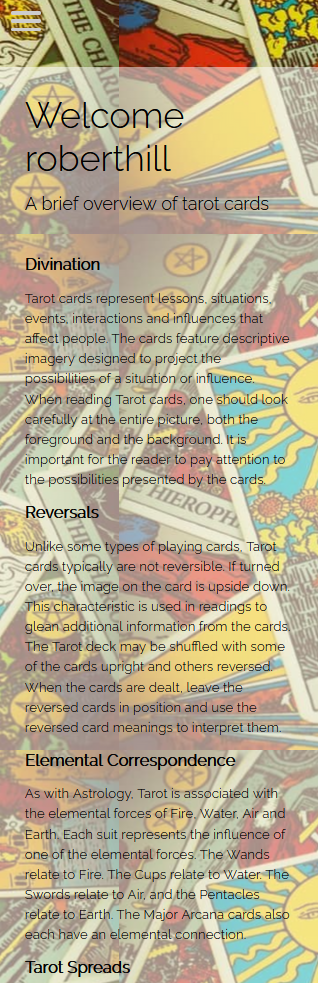 THE CHARI
Welcome
roberthill
A brief overview of tarot cards
Divination
Tarot cards represent lessons, situations,
events, interactions and influences that
affect people. The cards feature descriptive
imagery designed to project the
possibilities of a situation or influence.
When reading Tarot cards, one should look
carefully at the entire picture, both the
foreground and the background. It is
important for the reader to pay attention to
the possibilities presented by the cards.
HIEROPH
Reversals
Unlike some types of playing cards, Tarot
cards typically are not reversible. If turned
over, the image on the card is upside down.
This characteristic is used in readings to
glean additional information from the cards.
The Tarot deck may be shuffled with some
of the cards upright and others reversed.
When the cards are dealt, leave the
reversed cards in position and use the
reversed card meanings to interpret them.
Elemental Correspondence
As with Astrology, Tarot is associated with
the elemental forces of Fire, Water, Air and
Earth. Each suit represents the influence of
one of the elemental forces. The Wands
relate to Fire. The Cups relate to Water. The
Swords relate to Air, and the Pentacles
relate to Earth. The Major Arcana cards also
each have an elemental connection.
Tarot Spreads